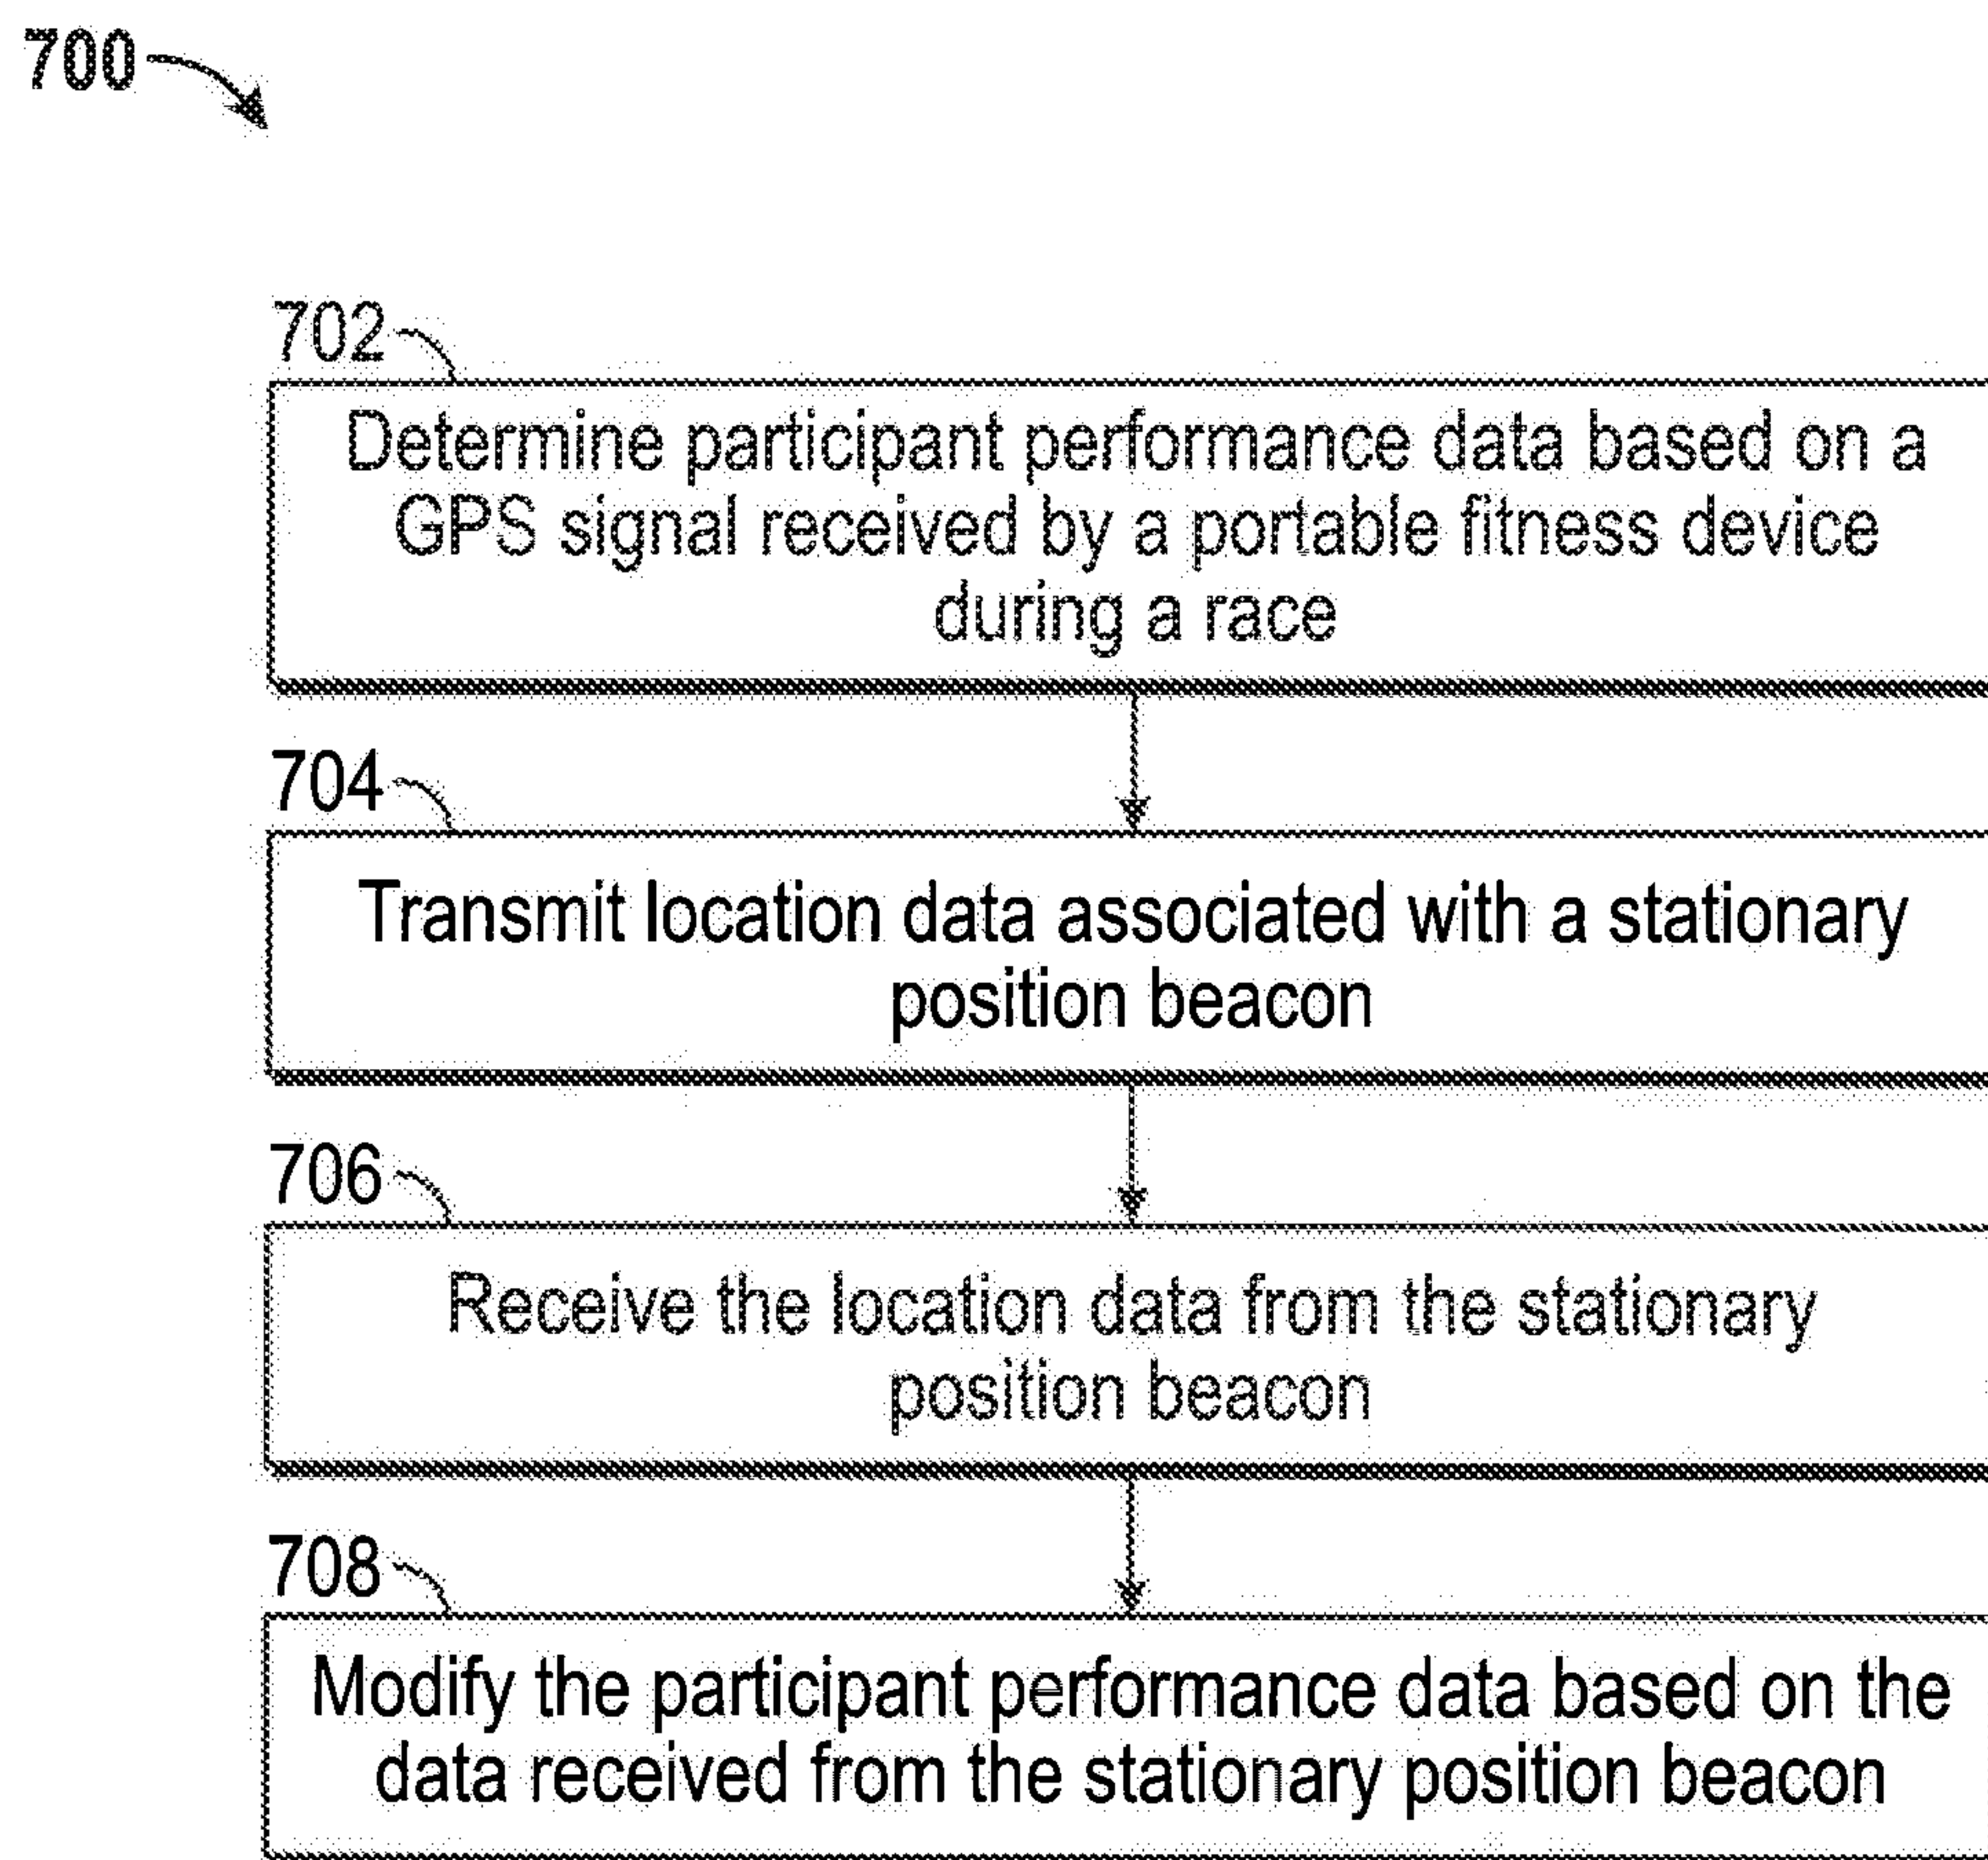 700
702
Determine participant performance data based on a
GPS signal received by a portable fitness device
during a race
704
Transmit location data associated with a stationary
position beacon
706
Receive the location data from the stationary
position beacon
708
Modify the participant performance data based on the
data received from the stationary position beacon